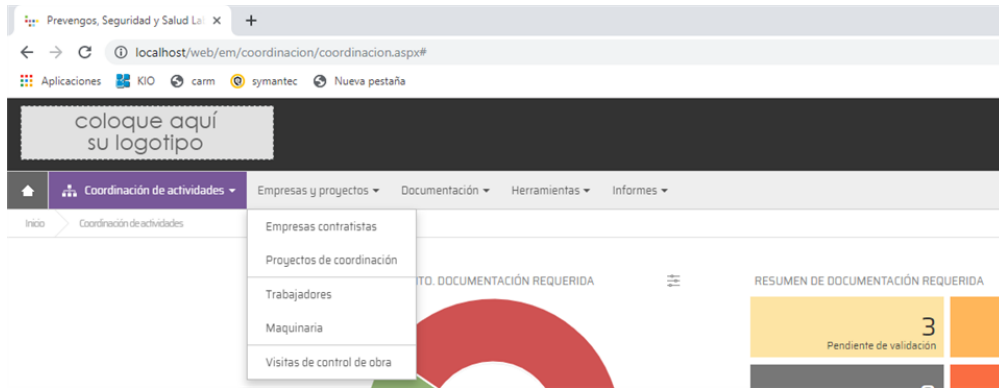 Prevengos, Seguridad y Salud La
localhost/web/em/coordinacion/coordinacion.aspx#
Aplicaciones KIO carm symantec Nueva pestaña
coloque aquí
su logotipo
Coordinación de actividades Empresas y proyectos Documentación Herramientas Informes
Inicio Coordinación de actividades
Empresas contratistas
Proyectos de coordinación
Trabajadores
Maquinaria
Visitas de control de obra
TO. DOCUMENTACIÓN REQUERIDA
RESUMEN DE DOCUMENTACIÓN REQUERIDA
3
Pendiente de validación